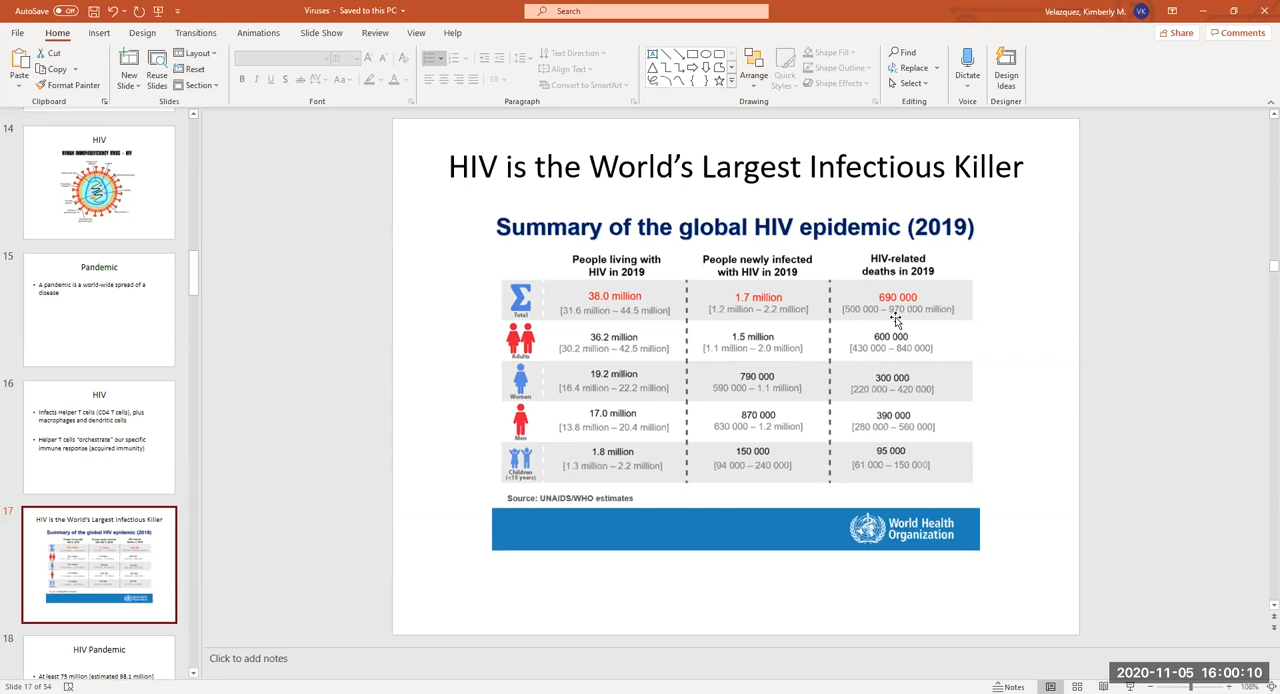 AutoSave Off Viruses - Saved to this PC Search Velazquez, Kimberly M. VK
File Home Insert Design Transitions Animations Slide Show Review View Help Share Comments
Paste Cut Copy Format Painter
Clipboard
New Slide Reuse Slides Layout Reset Section
Slides
32
B I U S ab AV Aa A
Font
Text Direction Align Text Convert to SmartArt
Paragraph
Arrange Quick Styles Shape Fill Shape Outline Shape Effects
Drawing
Find Replace Select
Editing
Dictate
Voice
Design Ideas
Designer
14
HIV
HUMAN IMMUNODEFICIENCY VIRUS - HIV
15
Pandemic
• A pandemic is a world-wide spread of a
disease
16
HIV
• Infects Helper T cells (CD4 T cells), plus
macrophages and dendritic cells
• Helper T cells "orchestrate" our specific
immune response (acquired immunity)
17
HIV is the World's Largest Infectious Killer
Summary of the global HIV epidemic (2019)
World Health
Organization
18
HIV Pandemic
• At least 75 million [estimated 98.1 million]
HIV is the World's Largest Infectious Killer
Summary of the global HIV epidemic (2019)
People living with
HIV in 2019
People newly infected
with HIV in 2019
HIV-related
deaths in 2019
Total
38.0 million 1.7 million 690 000
[31.6 million – 44.5 million] [1.2 million – 2.2 million] [500 000 – 970 000 million]
Adults
36.2 million 1.5 million 600 000
[30.2 million – 42.5 million] [1.1 million – 2.0 million] [430 000 – 840 000]
Women
19.2 million 790 000 300 000
[16.4 million – 22.2 million] 590 000 – 1.1 million] [220 000 – 420 000]
Men
17.0 million 870 000 390 000
[13.8 million – 20.4 million] 630 000 – 1.2 million] [280 000 – 560 000]
Children
(<15 years)
1.8 million 150 000 95 000
[1.3 million – 2.2 million] [94 000 – 240 000] [61 000 – 150 000]
Source: UNAIDS/WHO estimates
World Health
Organization
Click to add notes
2020-11-05 16:00:10
Slide 17 of 54 Notes 108%